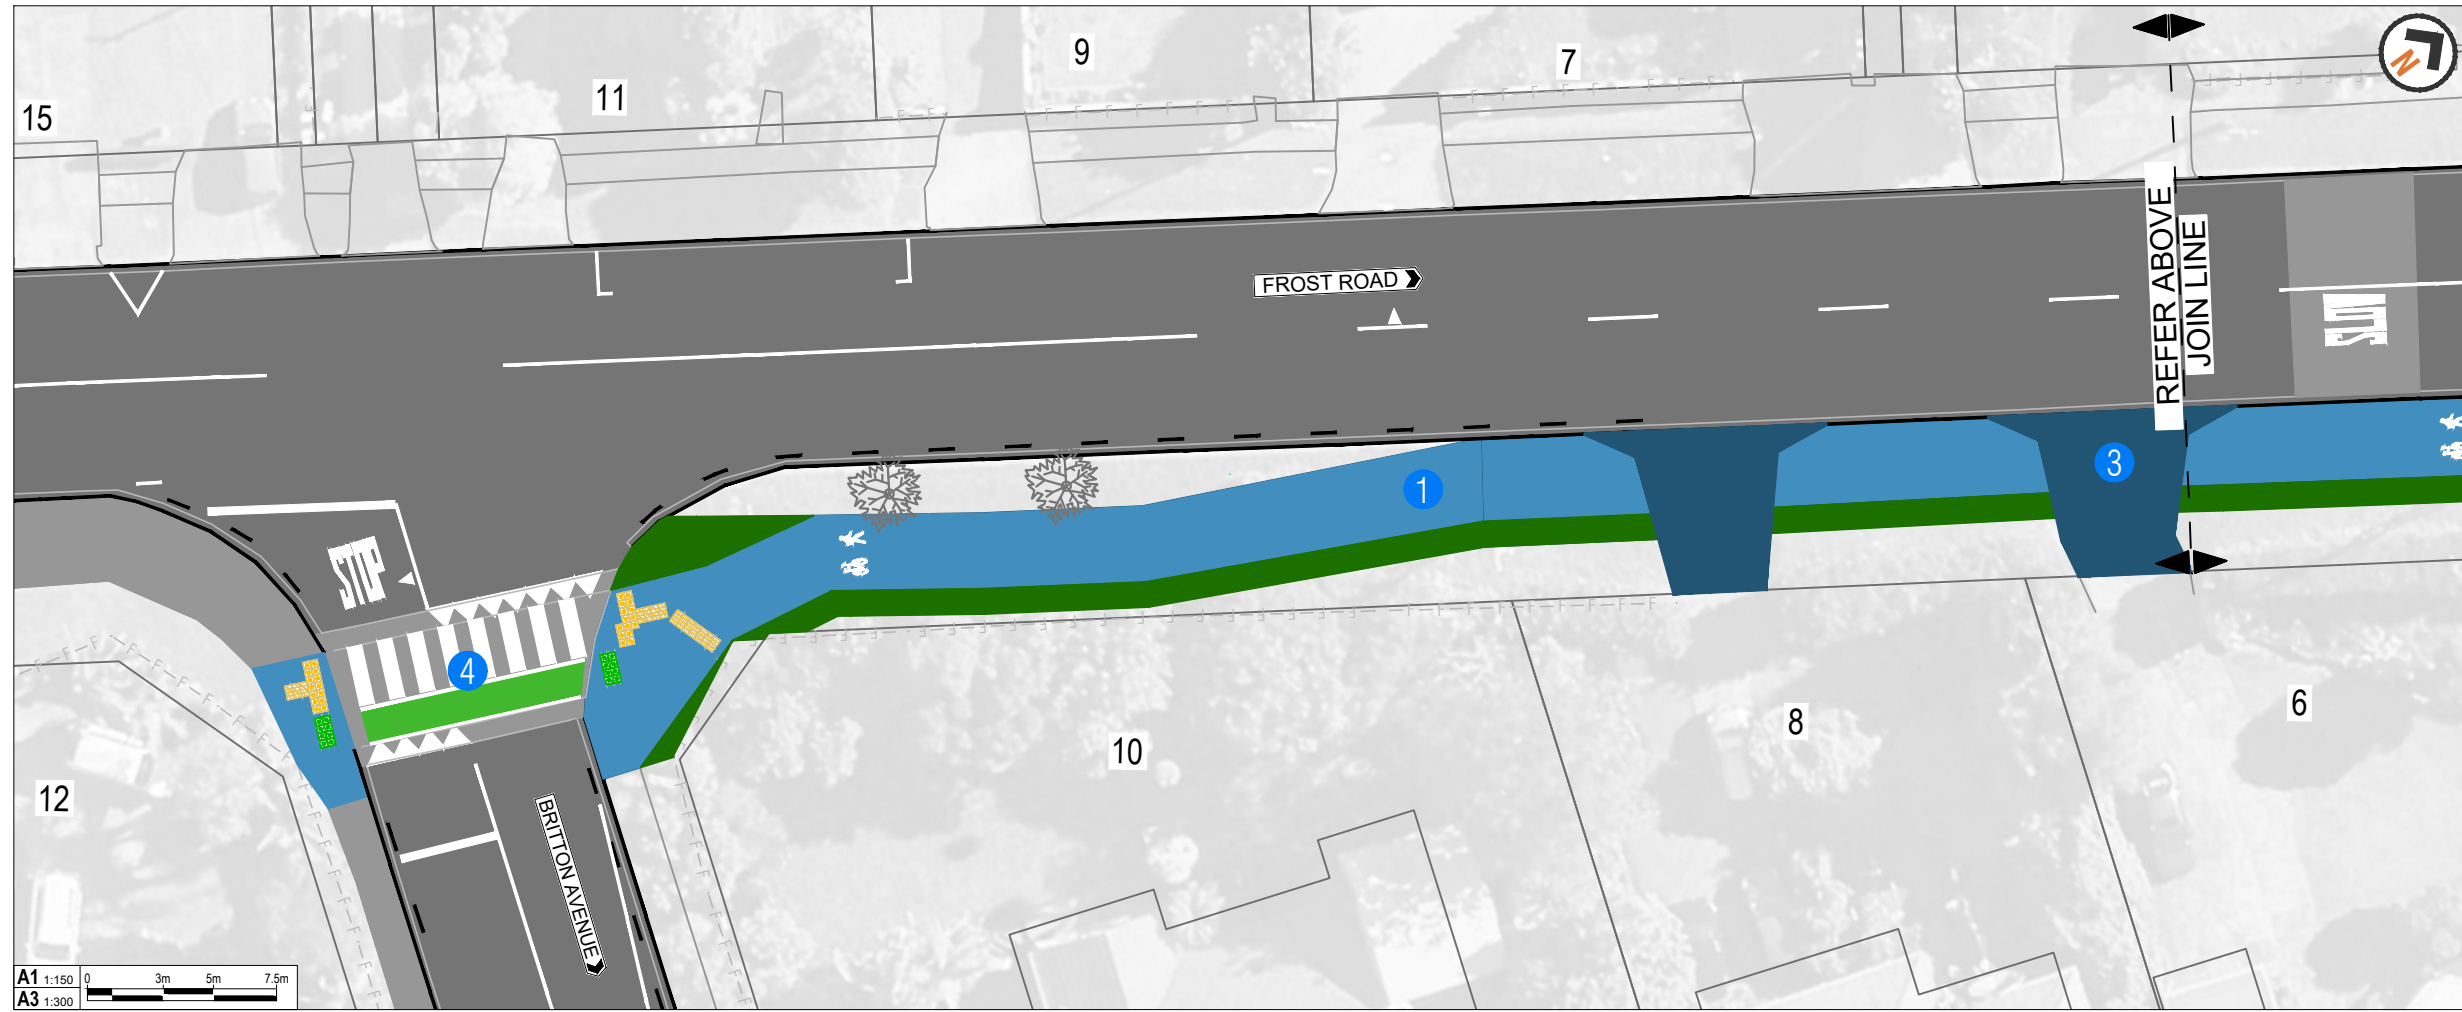 9
7
11
15
N
FROST ROAD
REFER ABOVE
JOIN LINE
3
1
STOP
4
6
8
10
12
BRITTON AVENUE
A1 1:150 0 3m 5m 7.5m
A3 1:300